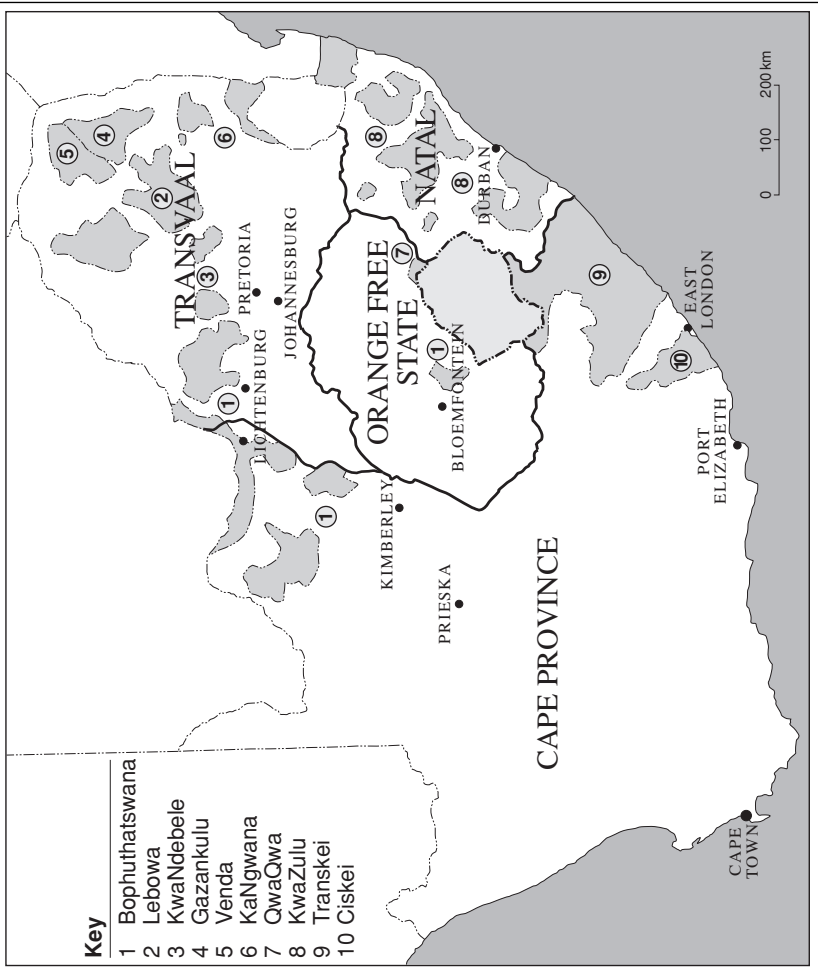 Key
1 Bophuthatswana
2 Lebowa
3 KwaNdebele
4 Gazankulu
5 Venda
6 KaNgwana
7 QwaQwa
8 KwaZulu
9 Transkei
10 Ciskei
5
4
2
TRANSVAAL
6
3
PRETORIA
JOHANNESBURG
1
LICHTENBURG
1
KIMBERLEY
PRIESKA
ORANGE FREE
STATE
7
1
BLOEMFONTEIN
8
NATAL
8
DURBAN
9
10
EAST
LONDON
PORT
ELIZABETH
CAPE PROVINCE
CAPE
TOWN
0 100 200 km